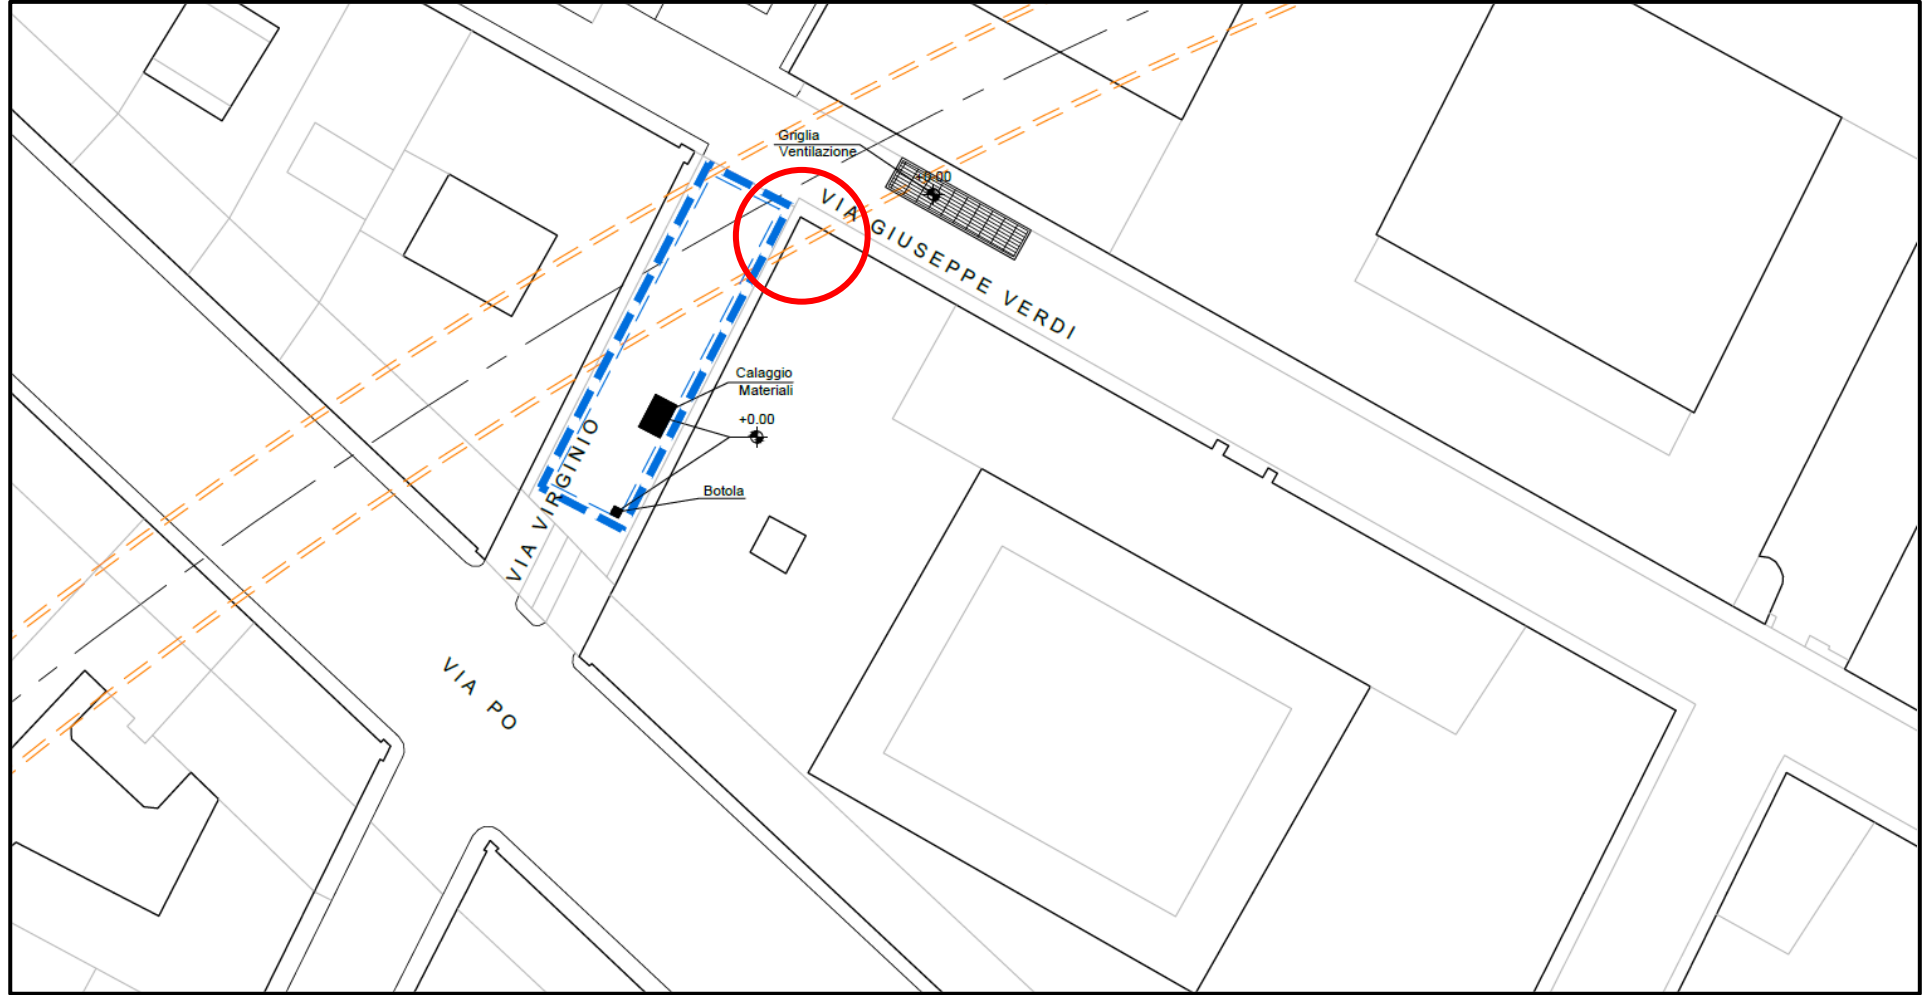 Griglia
Ventilazione
+0.00
VIA GIUSEPPE VERDI
Calaggio
Materiali
+0.00
VIA VIRGINIO
Botola
VIA PO